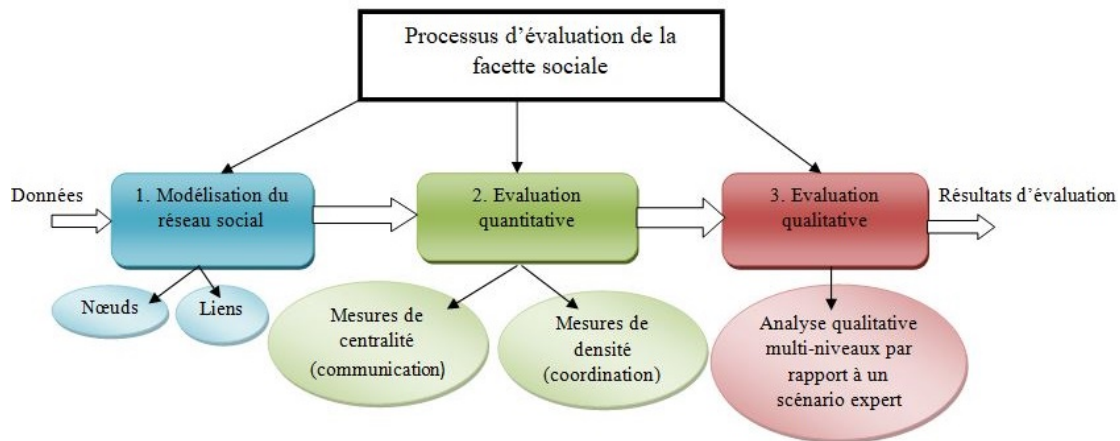 Processus d’évaluation de la
facette sociale
Données
1. Modélisation du
réseau social
2. Evaluation
quantitative
3. Evaluation
qualitative
Résultats d’évaluation
Nœuds
Liens
Mesures de
centralité
(communication)
Mesures de
densité
(coordination)
Analyse qualitative
multi-niveaux par
rapport à un
scénario expert